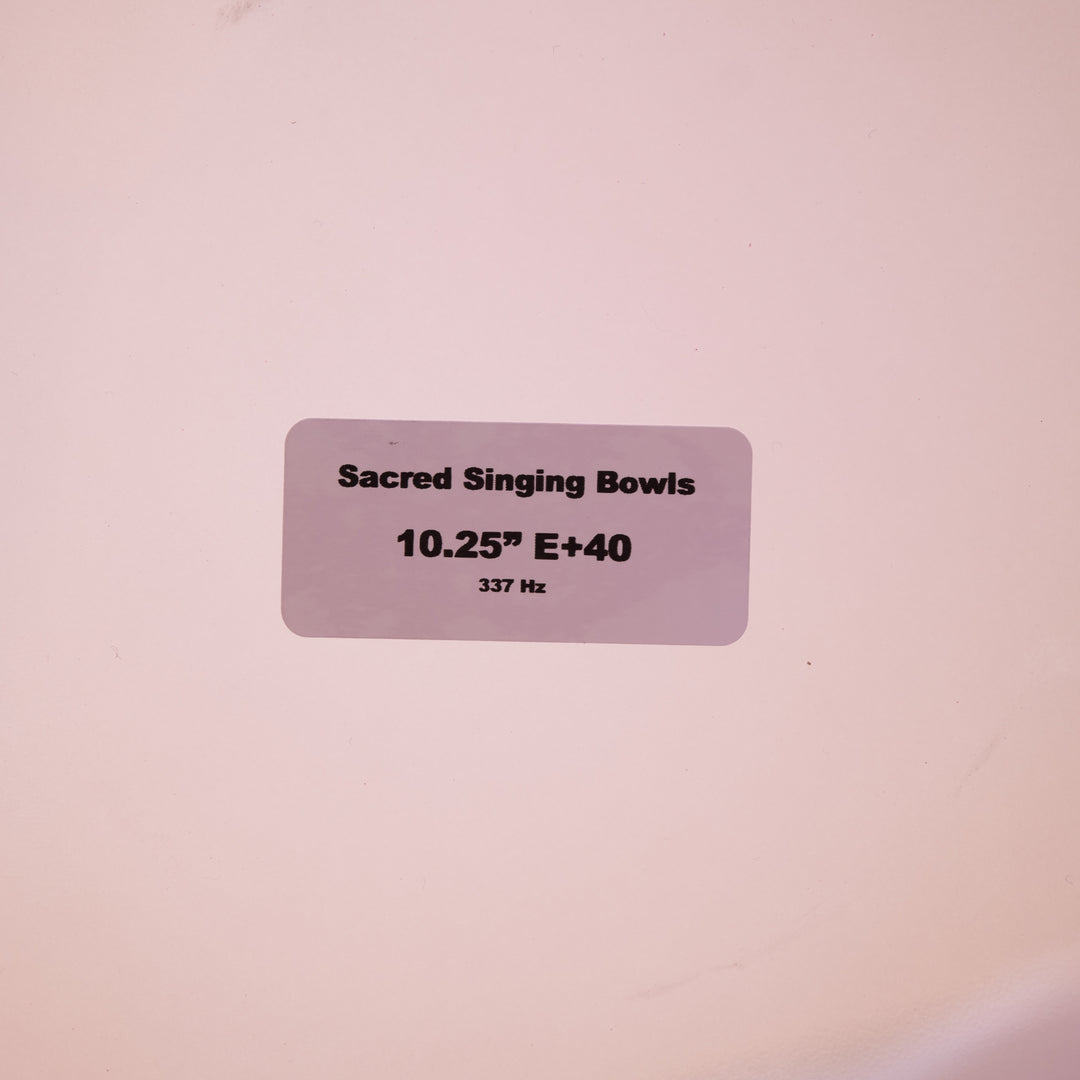 Sacred Singing Bowls
10.25” E+40
337 Hz